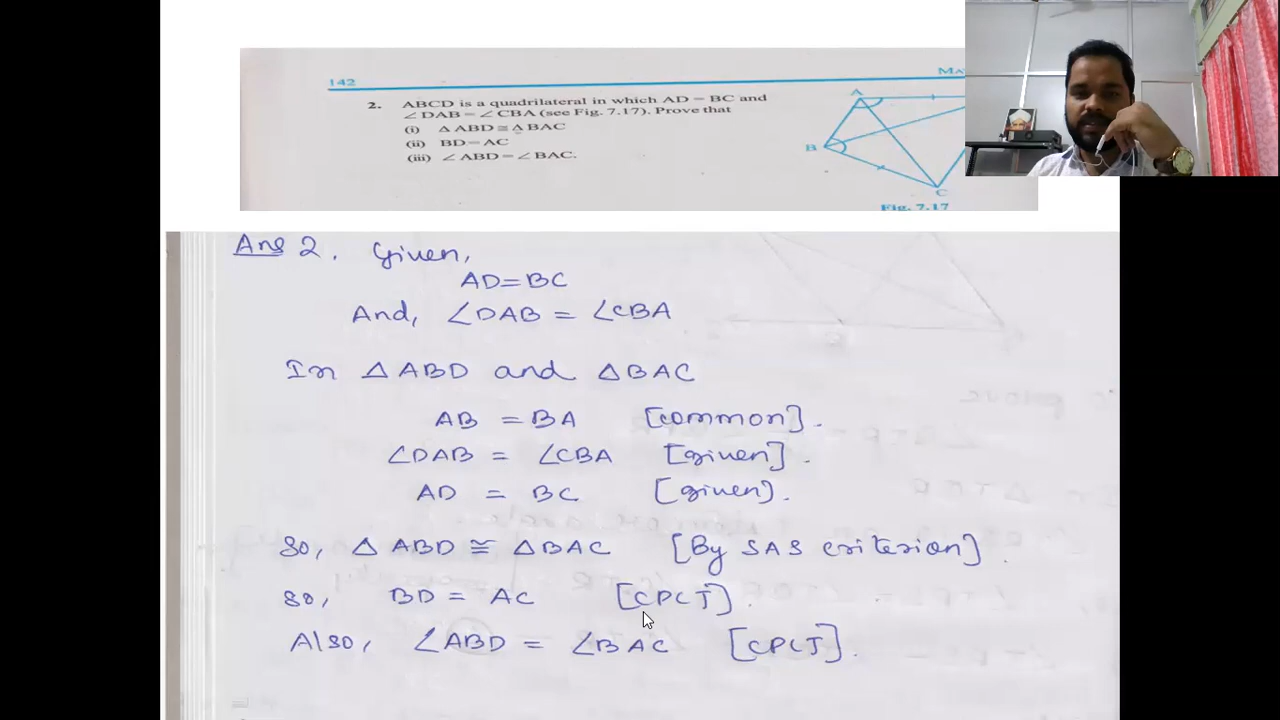 142
2. ABCD is a quadrilateral in which AD = BC and
∠ DAB = ∠ CBA (see Fig. 7.17). Prove that
(i) Δ ABD ≅ Δ BAC
(ii) BD = AC
(iii) ∠ ABD = ∠ BAC.
A
B
C
Fig. 7.17
Ans 2. Given,
AD = BC
And, ∠DAB = ∠CBA
In △ABD and △BAC
AB = BA [common].
∠DAB = ∠CBA [given].
AD = BC [given].
So, △ABD ≅ △BAC [By SAS criterion].
So, BD = AC [CPCT].
Also, ∠ABD = ∠BAC [CPCT].